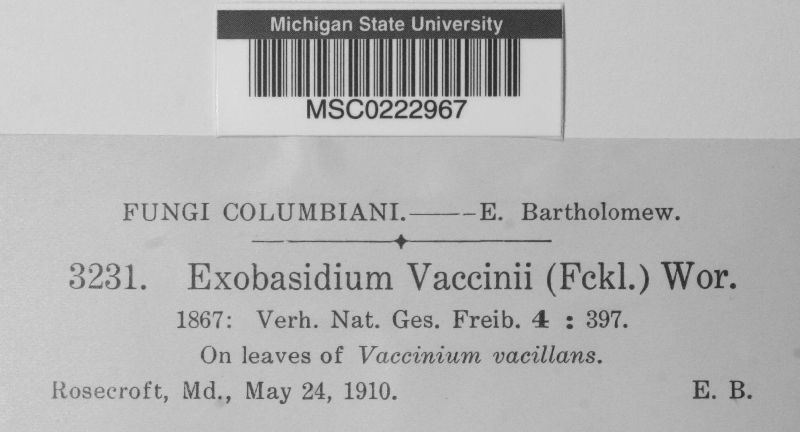 Michigan State University
MSC0222967
FUNGI COLUMBIANI.———E. Bartholomew.
3231. Exobasidium Vaccinii (Fckl.) Wor.
1867: Verh. Nat. Ges. Freib. 4 : 397.
On leaves of Vaccinium vacillans.
Rosecroft, Md., May 24, 1910. E. B.